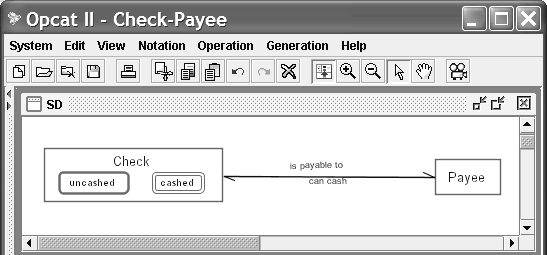 Opcat II - Check-Payee
System Edit View Notation Operation Generation Help
SD
Check
uncashed cashed
is payable to
can cash
Payee